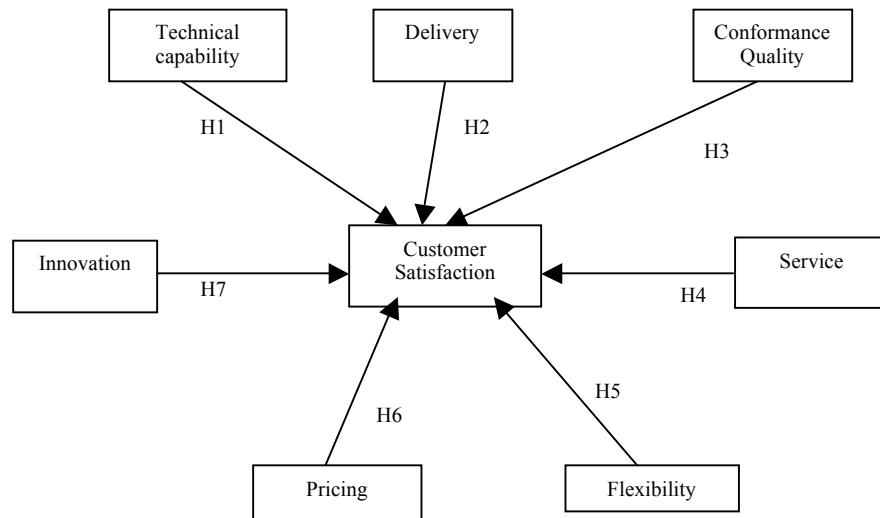 Technical
capability
Delivery
Conformance
Quality
H1
H2
H3
Innovation
Customer
Satisfaction
Service
H7
H4
H6
H5
Pricing
Flexibility